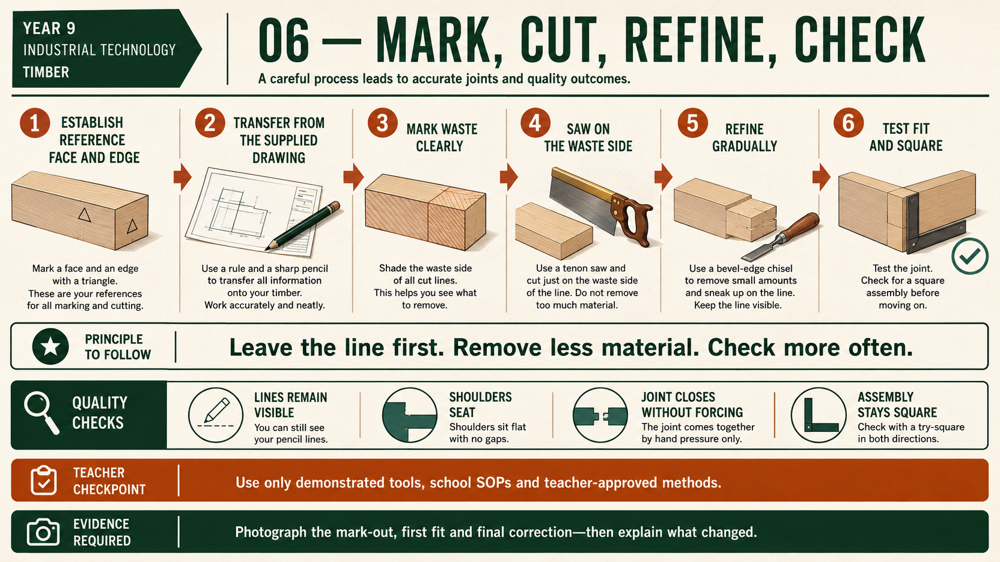 YEAR 9
INDUSTRIAL TECHNOLOGY
TIMBER
06 — MARK, CUT, REFINE, CHECK
A careful process leads to accurate joints and quality outcomes.
1
ESTABLISH
REFERENCE
FACE AND EDGE
Mark a face and an edge
with a triangle.
These are your references
for all marking and cutting.
2
TRANSFER FROM
THE SUPPLIED
DRAWING
Use a rule and a sharp pencil
to transfer all information
onto your timber.
Work accurately and neatly.
3
MARK WASTE
CLEARLY
Shade the waste side
of all cut lines.
This helps you see what
to remove.
4
SAW ON
THE WASTE SIDE
Use a tenon saw and
cut just on the waste side
of the line. Do not remove
too much material.
5
REFINE
GRADUALLY
Use a bevel-edge chisel
to remove small amounts
and sneak up on the line.
Keep the line visible.
6
TEST FIT
AND SQUARE
Test the joint.
Check for a square
assembly before
moving on.
PRINCIPLE
TO FOLLOW
Leave the line first. Remove less material. Check more often.
QUALITY
CHECKS
LINES REMAIN
VISIBLE
You can still see
your pencil lines.
SHOULDERS
SEAT
Shoulders sit flat
with no gaps.
JOINT CLOSES
WITHOUT FORCING
The joint comes together
by hand pressure only.
ASSEMBLY
STAYS SQUARE
Check with a try-square
in both directions.
TEACHER
CHECKPOINT
Use only demonstrated tools, school SOPs and teacher-approved methods.
EVIDENCE
REQUIRED
Photograph the mark-out, first fit and final correction—then explain what changed.